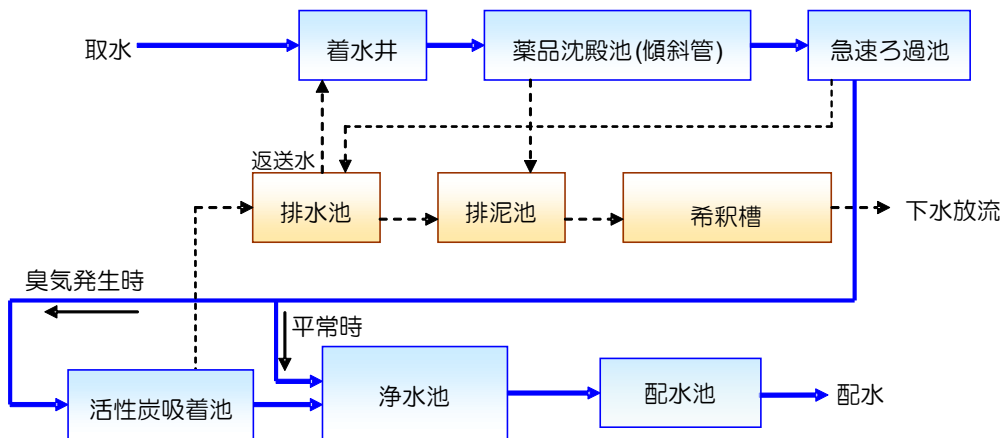 取水
着水井
薬品沈殿池(傾斜管)
急速ろ過池
返送水
排水池
排泥池
希釈槽
下水放流
臭気発生時
平常時
活性炭吸着池
浄水池
配水池
配水